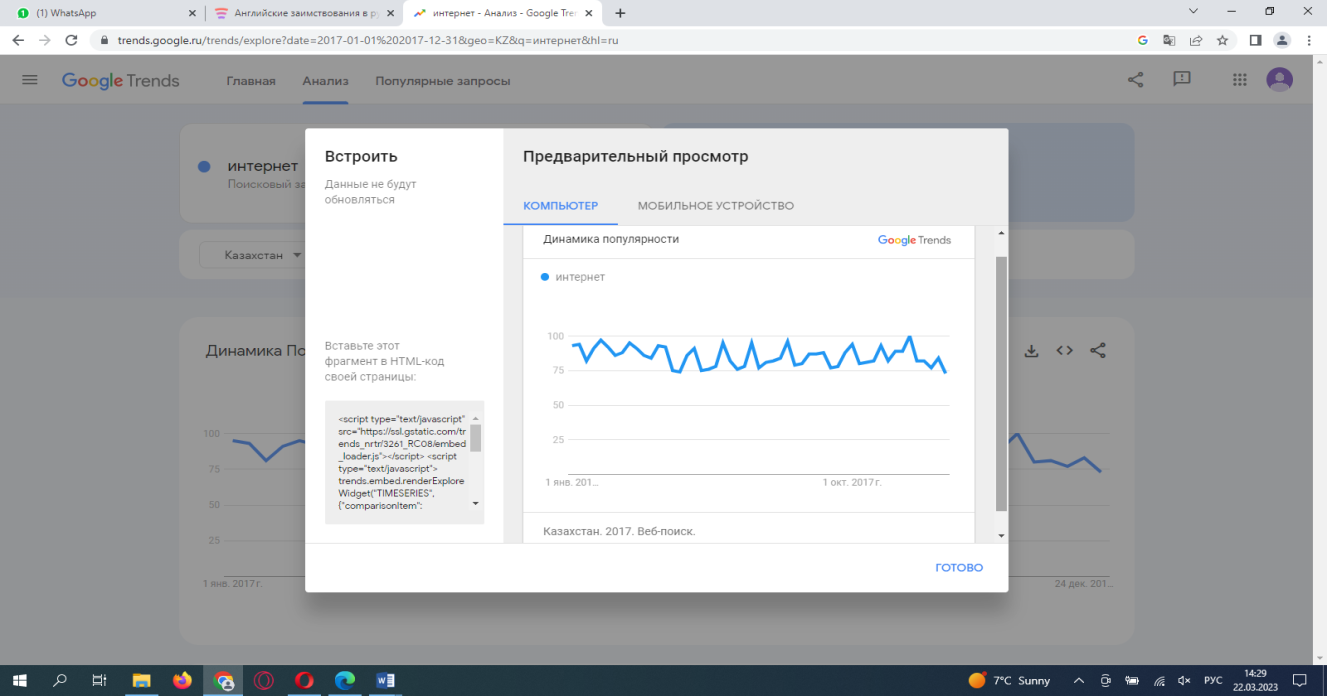 (1) WhatsApp
Английские заимствования в ру
интернет - Анализ - Google Tren
trends.google.ru/trends/explore?date=2017-01-01%202017-12-31&geo=KZ&q=интернет&hl=ru
Google Trends
Главная
Анализ
Популярные запросы
интернет
Поисковый за
Казахстан
Динамика По
100
75
50
25
1 янв. 2017 г.
24 дек. 201...
Встроить
Данные не будут
обновляться
Вставьте этот
фрагмент в HTML-код
своей страницы:
<script type="text/javascript"
src="https://ssl.gstatic.com/tr
ends_nrtr/3261_RC08/embed
_loader.js"></script> <script
type="text/javascript">
trends.embed.renderExplore
Widget("TIMESERIES",
{"comparisonItem":
Предварительный просмотр
КОМПЬЮТЕР
МОБИЛЬНОЕ УСТРОЙСТВО
Динамика популярности
Google Trends
интернет
100
75
50
25
1 янв. 201...
1 окт. 2017 г.
Казахстан. 2017. Веб-поиск.
ГОТОВО
7°C Sunny
РУС
14:29
22.03.2023